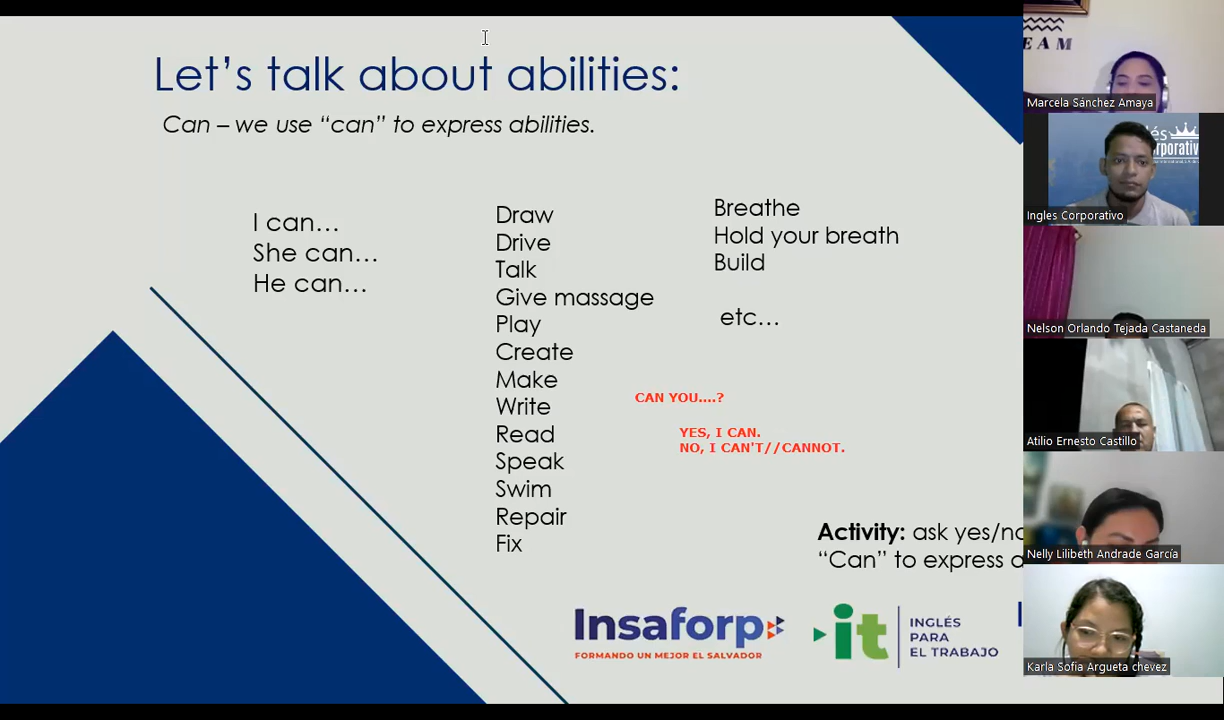 Let's talk about abilities:
Can – we use “can” to express abilities.
I can…
She can…
He can…
Draw
Drive
Talk
Give massage
Play
Create
Make
Write
Read
Speak
Swim
Repair
Fix
Breathe
Hold your breath
Build
etc…
CAN YOU....?
YES, I CAN.
NO, I CAN'T//CANNOT.
Activity: ask yes/no
“Can” to express a
Insaforp
FORMANDO UN MEJOR EL SALVADOR
it
INGLÉS
PARA
EL TRABAJO
EAM
Marcela Sánchez Amaya
és
orporativ
Ingles Corporativo
Nelson Orlando Tejada Castaneda
Atilio Ernesto Castillo
Nelly Lilibeth Andrade García
Karla Sofia Argueta chevez